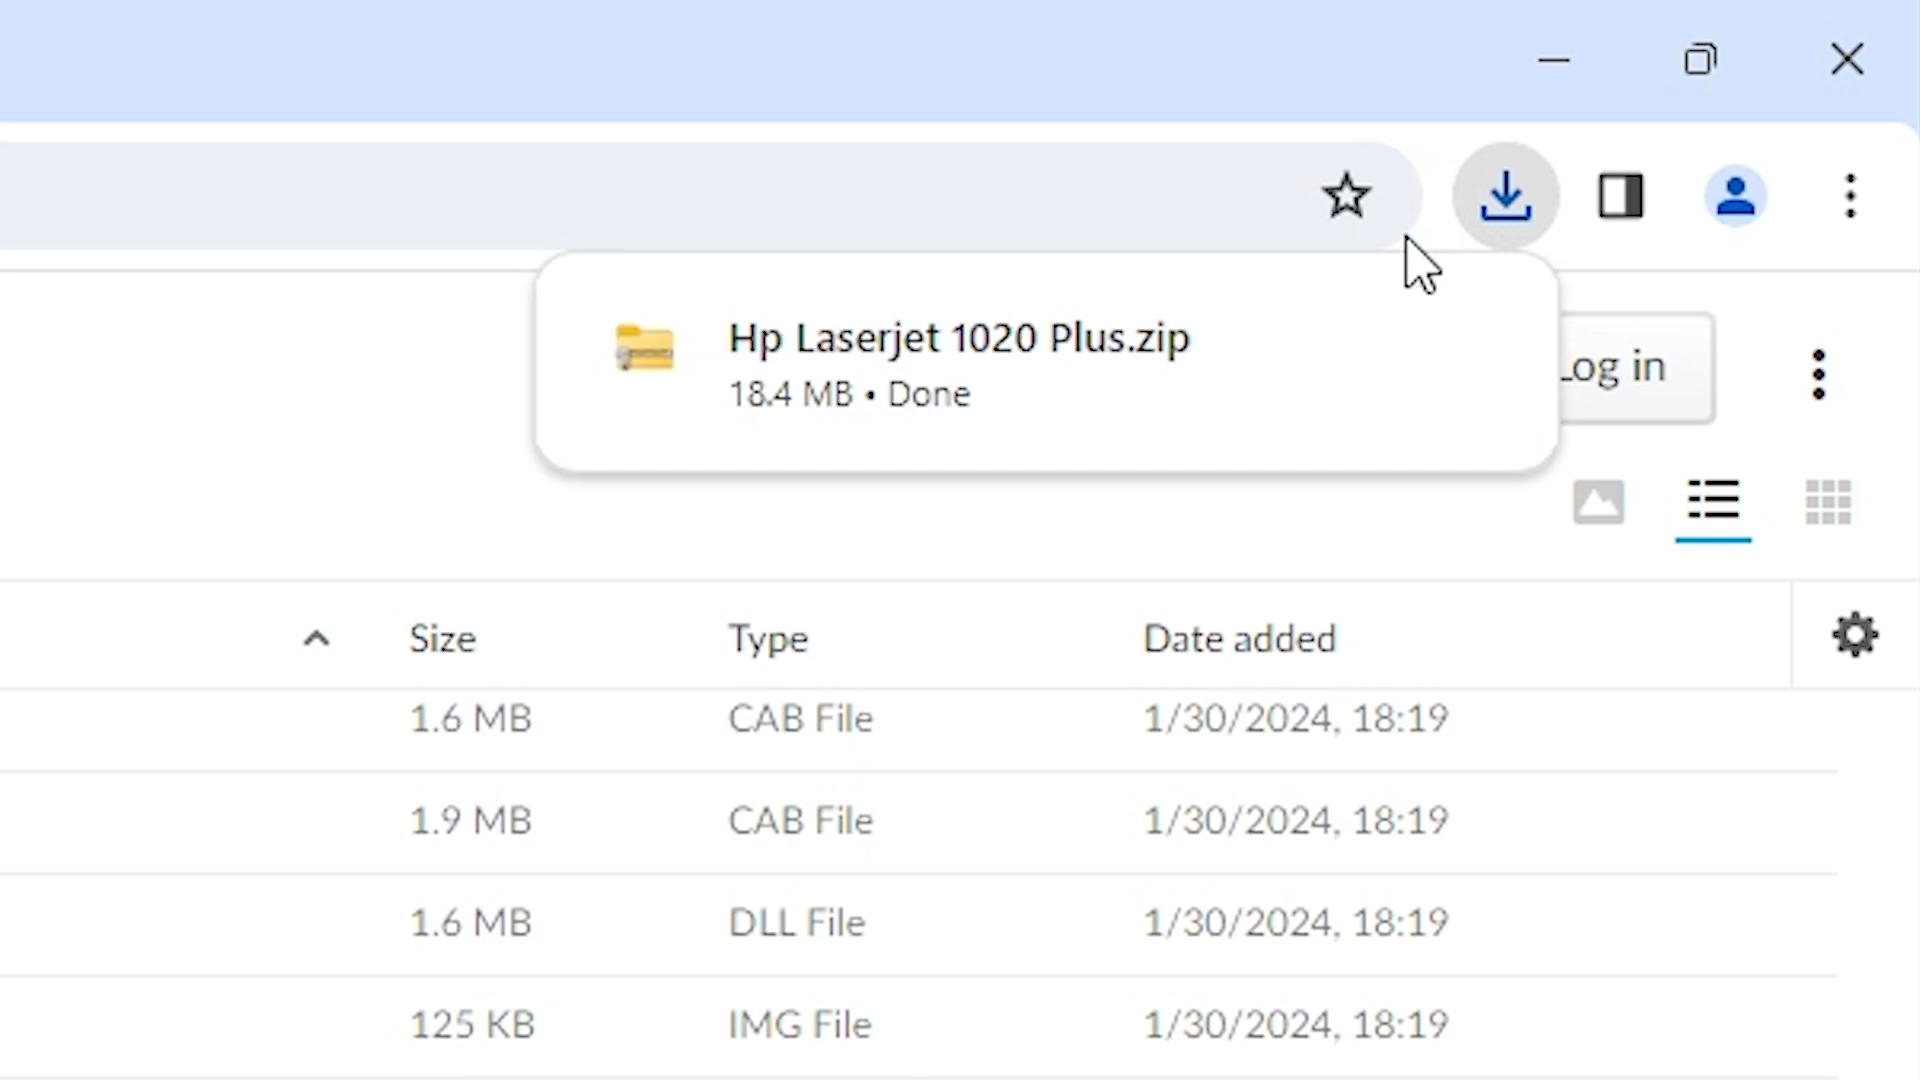 Hp Laserjet 1020 Plus.zip
18.4 MB • Done
Log in
Size Type Date added
1.6 MB CAB File 1/30/2024, 18:19
1.9 MB CAB File 1/30/2024, 18:19
1.6 MB DLL File 1/30/2024, 18:19
125 KB IMG File 1/30/2024, 18:19